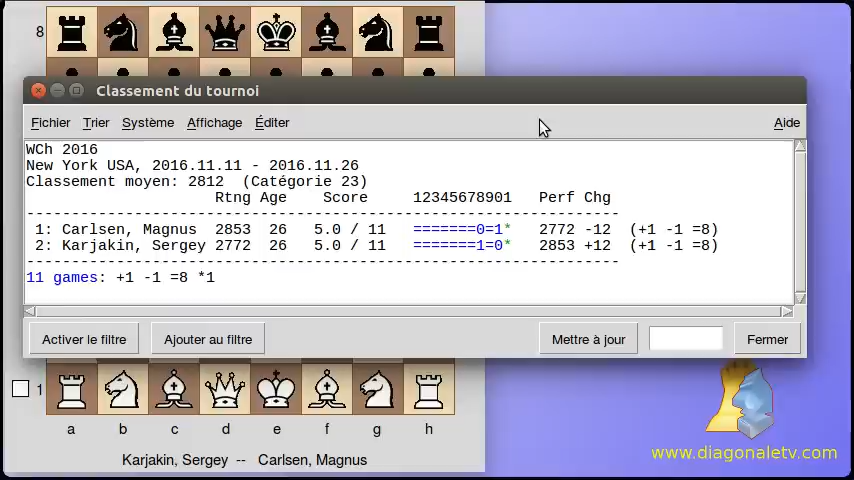 8
Classement du tournoi
Fichier Trier Système Affichage Éditer Aide
WCh 2016
New York USA, 2016.11.11 - 2016.11.26
Classement moyen: 2812 (Catégorie 23)
Rtng Age Score 12345678901 Perf Chg
-----------------------------------------------------------------
1: Carlsen, Magnus 2853 26 5.0 / 11 =======0=1* 2772 -12 (+1 -1 =8)
2: Karjakin, Sergey 2772 26 5.0 / 11 =======1=0* 2853 +12 (+1 -1 =8)
-----------------------------------------------------------------
11 games: +1 -1 =8 *1
Activer le filtre Ajouter au filtre Mettre à jour Fermer
1
a b c d e f g h
www.diagonaletv.com
Karjakin, Sergey -- Carlsen, Magnus